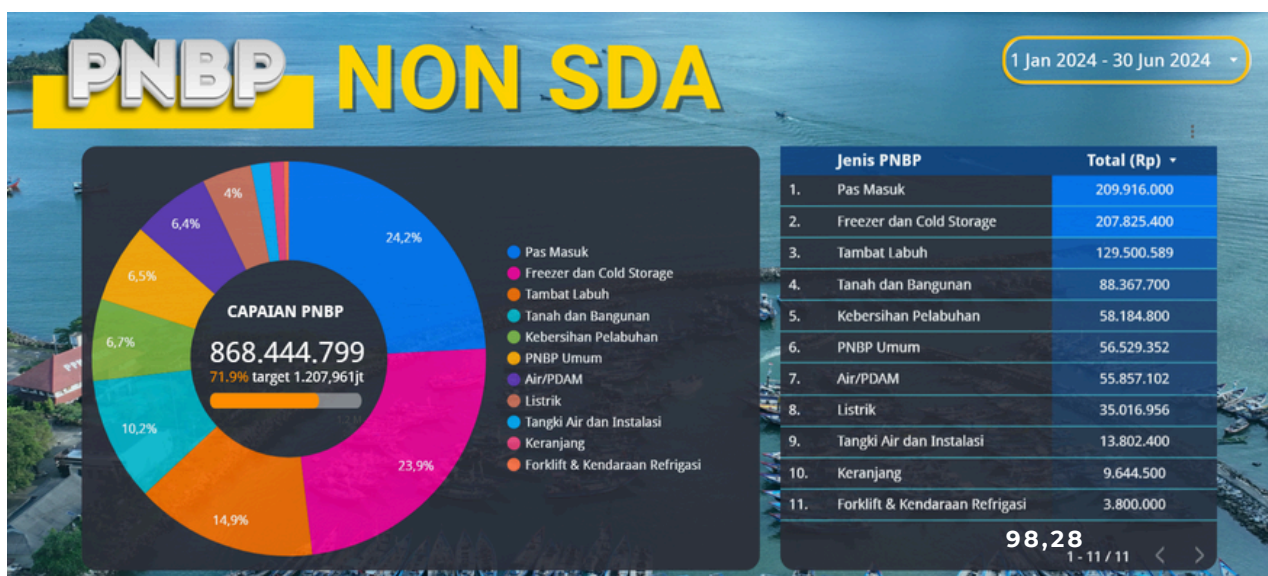 PNBP NON SDA
1 Jan 2024 - 30 Jun 2024
4%
6,4%
24,2%
6,5%
6,7%
10,2%
14,9%
23,9%
CAPAIAN PNBP
868.444.799
71.9% target 1.207,961jt
Pas Masuk
Freezer dan Cold Storage
Tambat Labuh
Tanah dan Bangunan
Kebersihan Pelabuhan
PNBP Umum
Air/PDAM
Listrik
Tangki Air dan Instalasi
Keranjang
Forklift & Kendaraan Refrigasi
Jenis PNBP Total (Rp)
1. Pas Masuk 209.916.000
2. Freezer dan Cold Storage 207.825.400
3. Tambat Labuh 129.500.589
4. Tanah dan Bangunan 88.367.700
5. Kebersihan Pelabuhan 58.184.800
6. PNBP Umum 56.529.352
7. Air/PDAM 55.857.102
8. Listrik 35.016.956
9. Tangki Air dan Instalasi 13.802.400
10. Keranjang 9.644.500
11. Forklift & Kendaraan Refrigasi 3.800.000
98,28
1 - 11 / 11